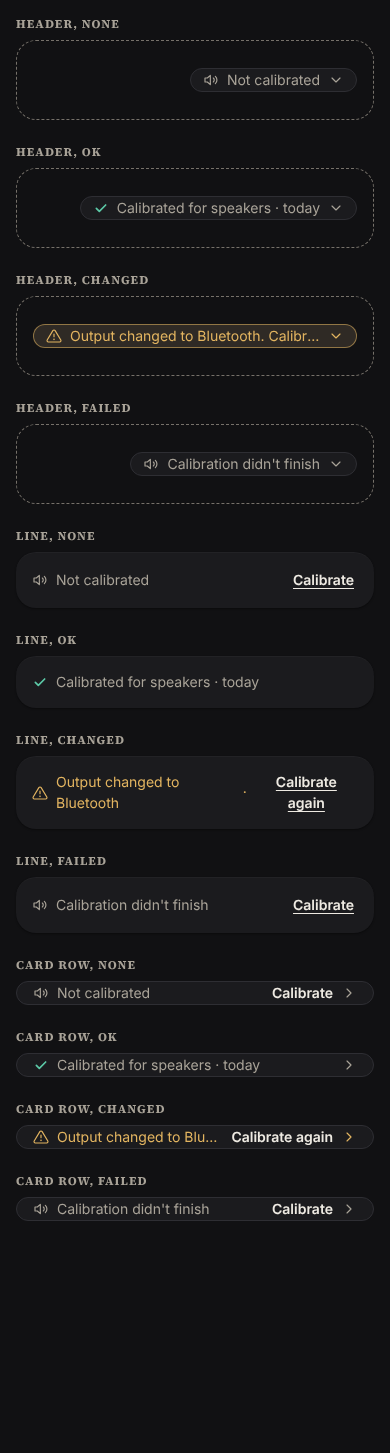 HEADER, NONE
Not calibrated
HEADER, OK
Calibrated for speakers · today
HEADER, CHANGED
Output changed to Bluetooth. Calibr...
HEADER, FAILED
Calibration didn't finish
LINE, NONE
Not calibrated Calibrate
LINE, OK
Calibrated for speakers · today
LINE, CHANGED
Output changed to
Bluetooth
· Calibrate
again
LINE, FAILED
Calibration didn't finish Calibrate
CARD ROW, NONE
Not calibrated Calibrate
CARD ROW, OK
Calibrated for speakers · today
CARD ROW, CHANGED
Output changed to Blu... Calibrate again
CARD ROW, FAILED
Calibration didn't finish Calibrate